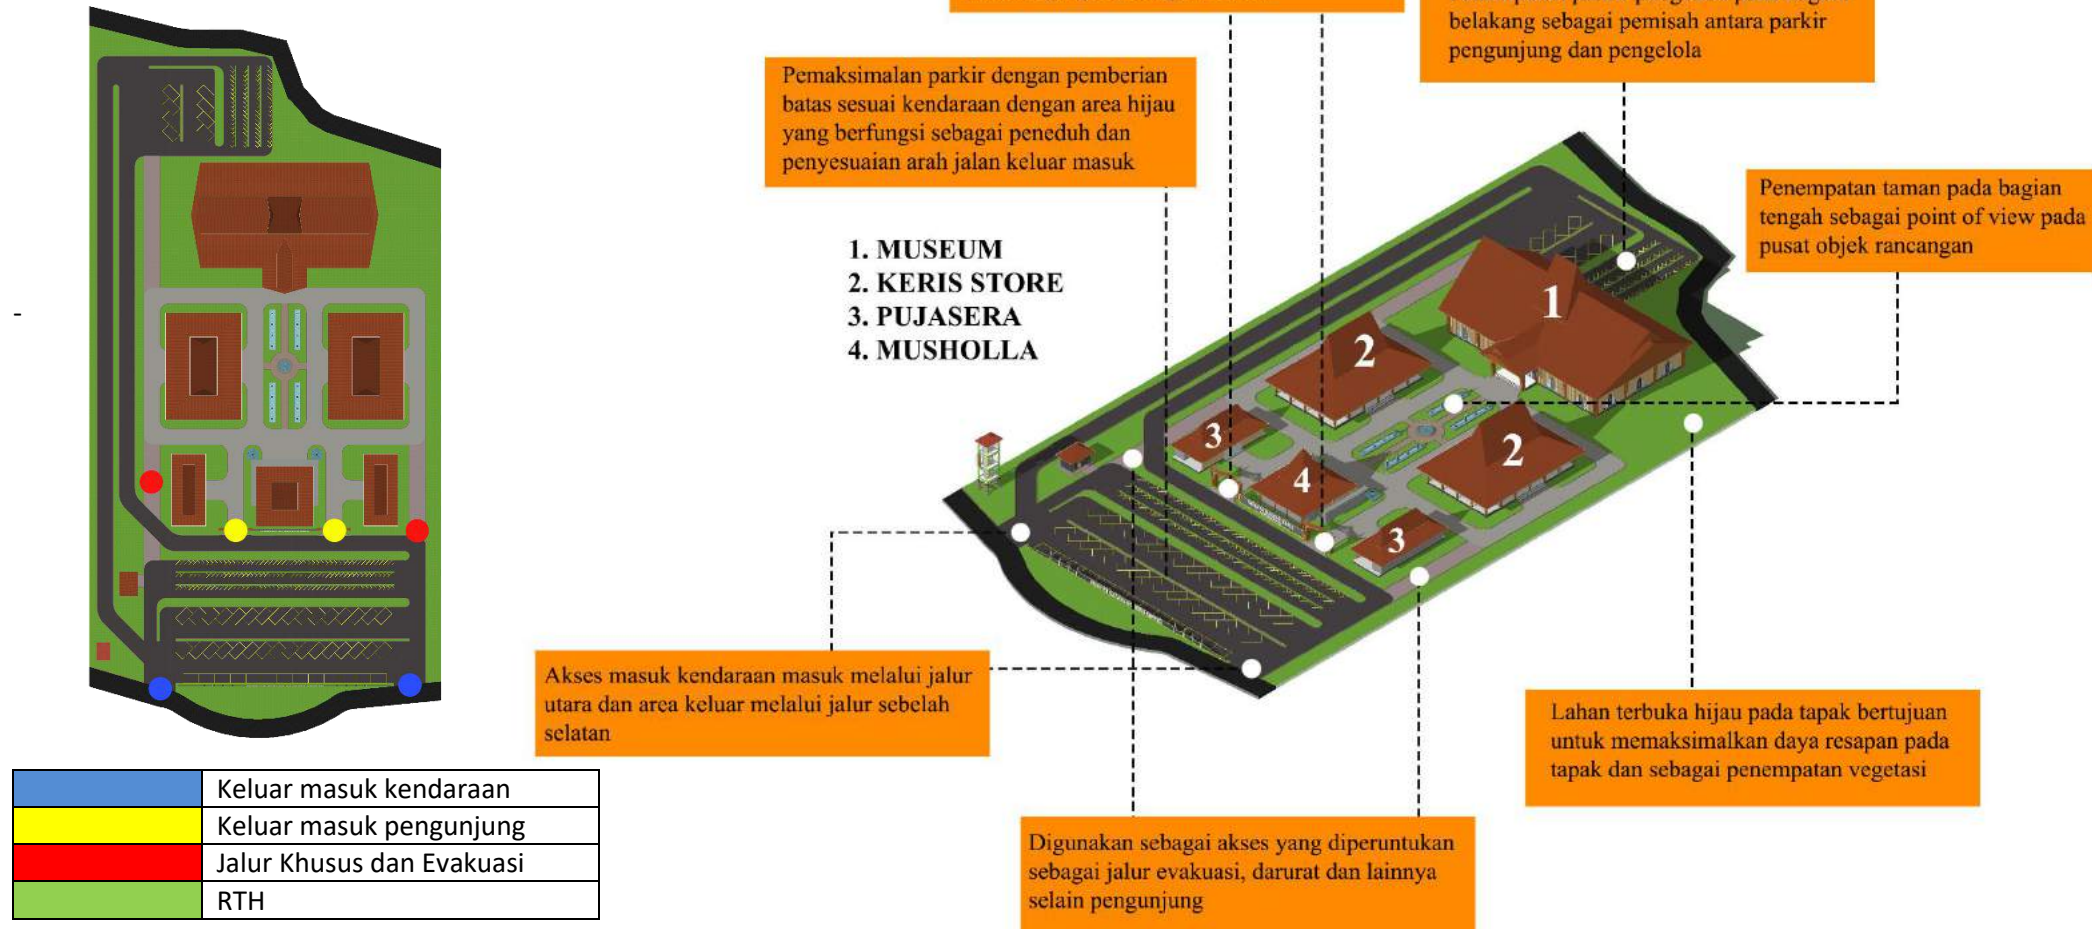 belakang sebagai pemisah antara parkir
pengunjung dan pengelola
Pemaksimalan parkir dengan pemberian
batas sesuai kendaraan dengan area hijau
yang berfungsi sebagai peneduh dan
penyesuaian arah jalan keluar masuk
Penempatan taman pada bagian
tengah sebagai point of view pada
pusat objek rancangan
1. MUSEUM
2. KERIS STORE
3. PUJASERA
4. MUSHOLLA
-
1
2
2
3
4
3
Akses masuk kendaraan masuk melalui jalur
utara dan area keluar melalui jalur sebelah
selatan
Lahan terbuka hijau pada tapak bertujuan
untuk memaksimalkan daya resapan pada
tapak dan sebagai penempatan vegetasi
Digunakan sebagai akses yang diperuntukan
sebagai jalur evakuasi, darurat dan lainnya
selain pengunjung
Keluar masuk kendaraan
Keluar masuk pengunjung
Jalur Khusus dan Evakuasi
RTH